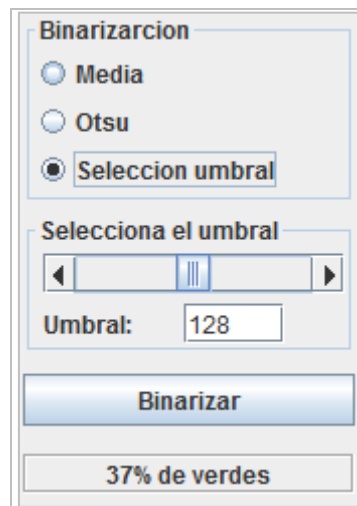 Binarizarcion
Media
Otsu
Seleccion umbral
Selecciona el umbral
Umbral: 128
Binarizar
37% de verdes